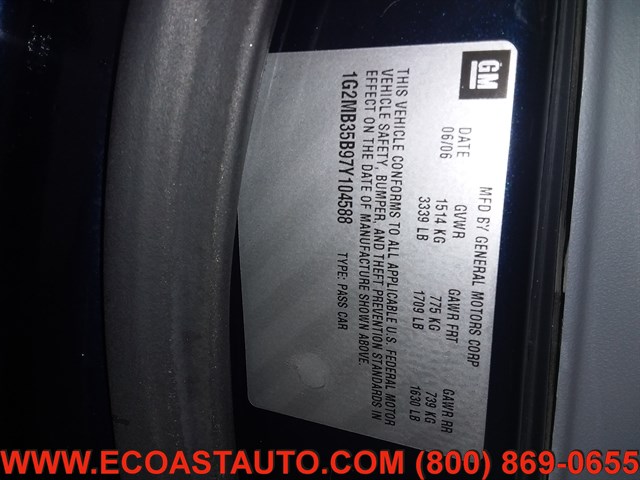 GM
MFD BY GENERAL MOTORS CORP
DATE GVWR GAWR FRT GAWR RR
06/06 1514 KG 775 KG 739 KG
3339 LB 1709 LB 1630 LB
THIS VEHICLE CONFORMS TO ALL APPLICABLE U.S. FEDERAL MOTOR
VEHICLE SAFETY, BUMPER, AND THEFT PREVENTION STANDARDS IN
EFFECT ON THE DATE OF MANUFACTURE SHOWN ABOVE.
1G2MB35B97Y104588 TYPE: PASS CAR
WWW.ECOASTAUTO.COM (800) 869-0655